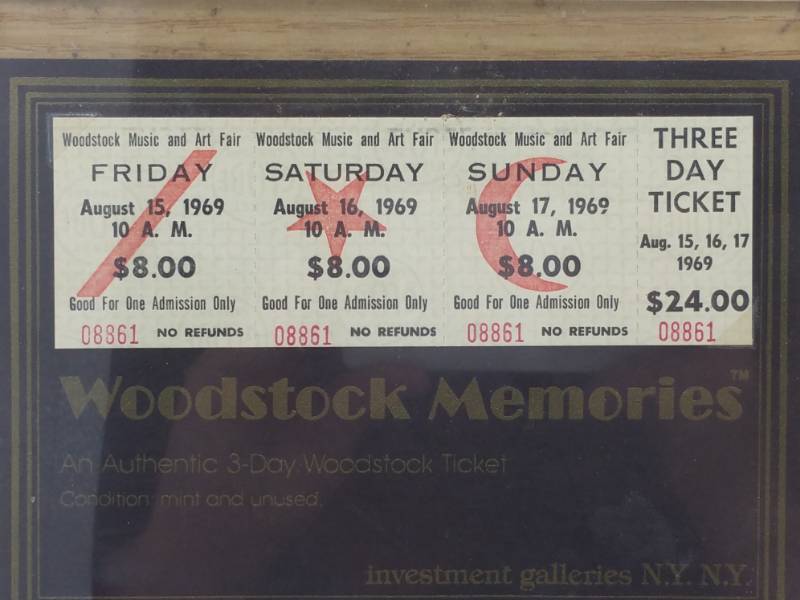 Woodstock Music and Art Fair
FRIDAY
August 15, 1969
10 A. M.
$8.00
Good For One Admission Only
08861 NO REFUNDS
Woodstock Music and Art Fair
SATURDAY
August 16, 1969
10 A. M.
$8.00
Good For One Admission Only
08861 NO REFUNDS
Woodstock Music and Art Fair
SUNDAY
August 17, 1969
10 A. M.
$8.00
Good For One Admission Only
08861 NO REFUNDS
THREE
DAY
TICKET
Aug. 15, 16, 17
1969
$24.00
08861
Woodstock Memories™
An Authentic 3-Day Woodstock Ticket
Condition: mint and unused.
investment galleries N.Y. N.Y.